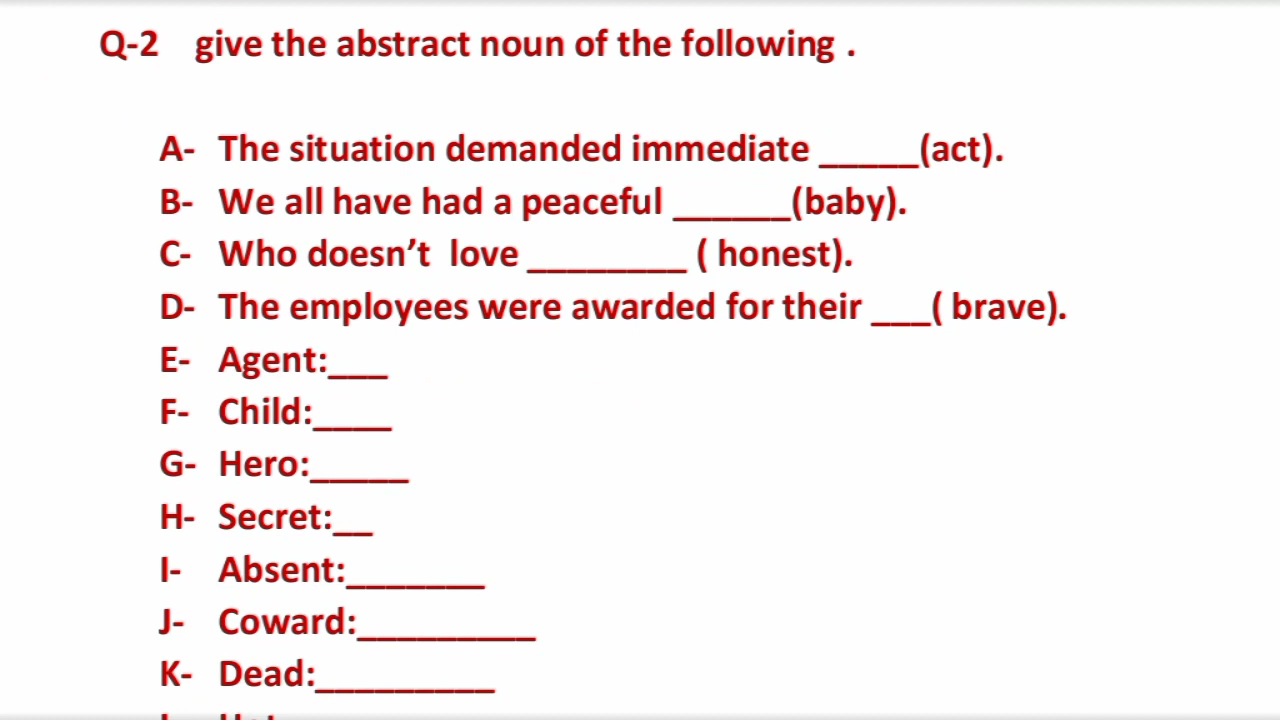 Q-2 give the abstract noun of the following .
A- The situation demanded immediate _____(act).
B- We all have had a peaceful ______(baby).
C- Who doesn’t love ________ ( honest).
D- The employees were awarded for their ___( brave).
E- Agent:___
F- Child:____
G- Hero:_____
H- Secret:__
I- Absent:_______
J- Coward:_________
K- Dead:_________